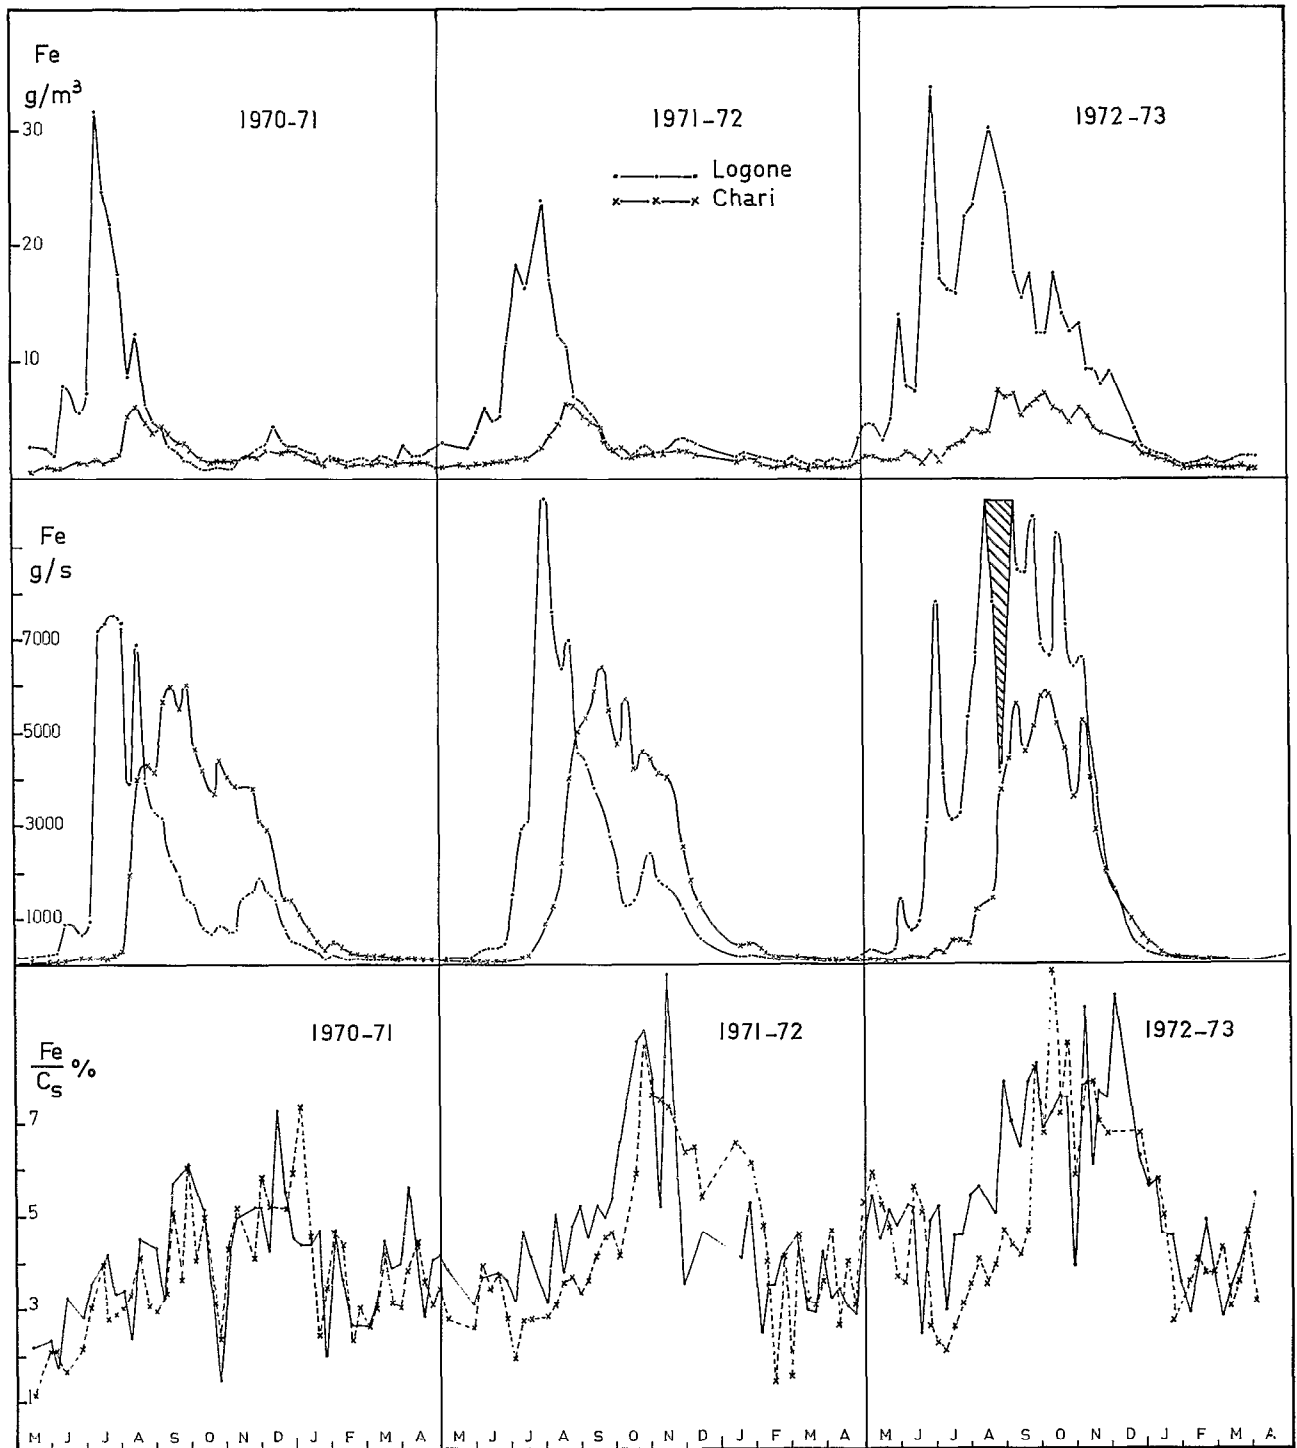 Fe
g/m³
30
20
10
1970-71
1971-72
1972-73
Logone
Chari
Fe
g/s
7000
5000
3000
1000
1970-71
1971-72
1972-73
Fe
Cs %
7
5
3
1
M J J A S O N D J F M A M J J A S O N D J F M A M J J A S O N D J F M A